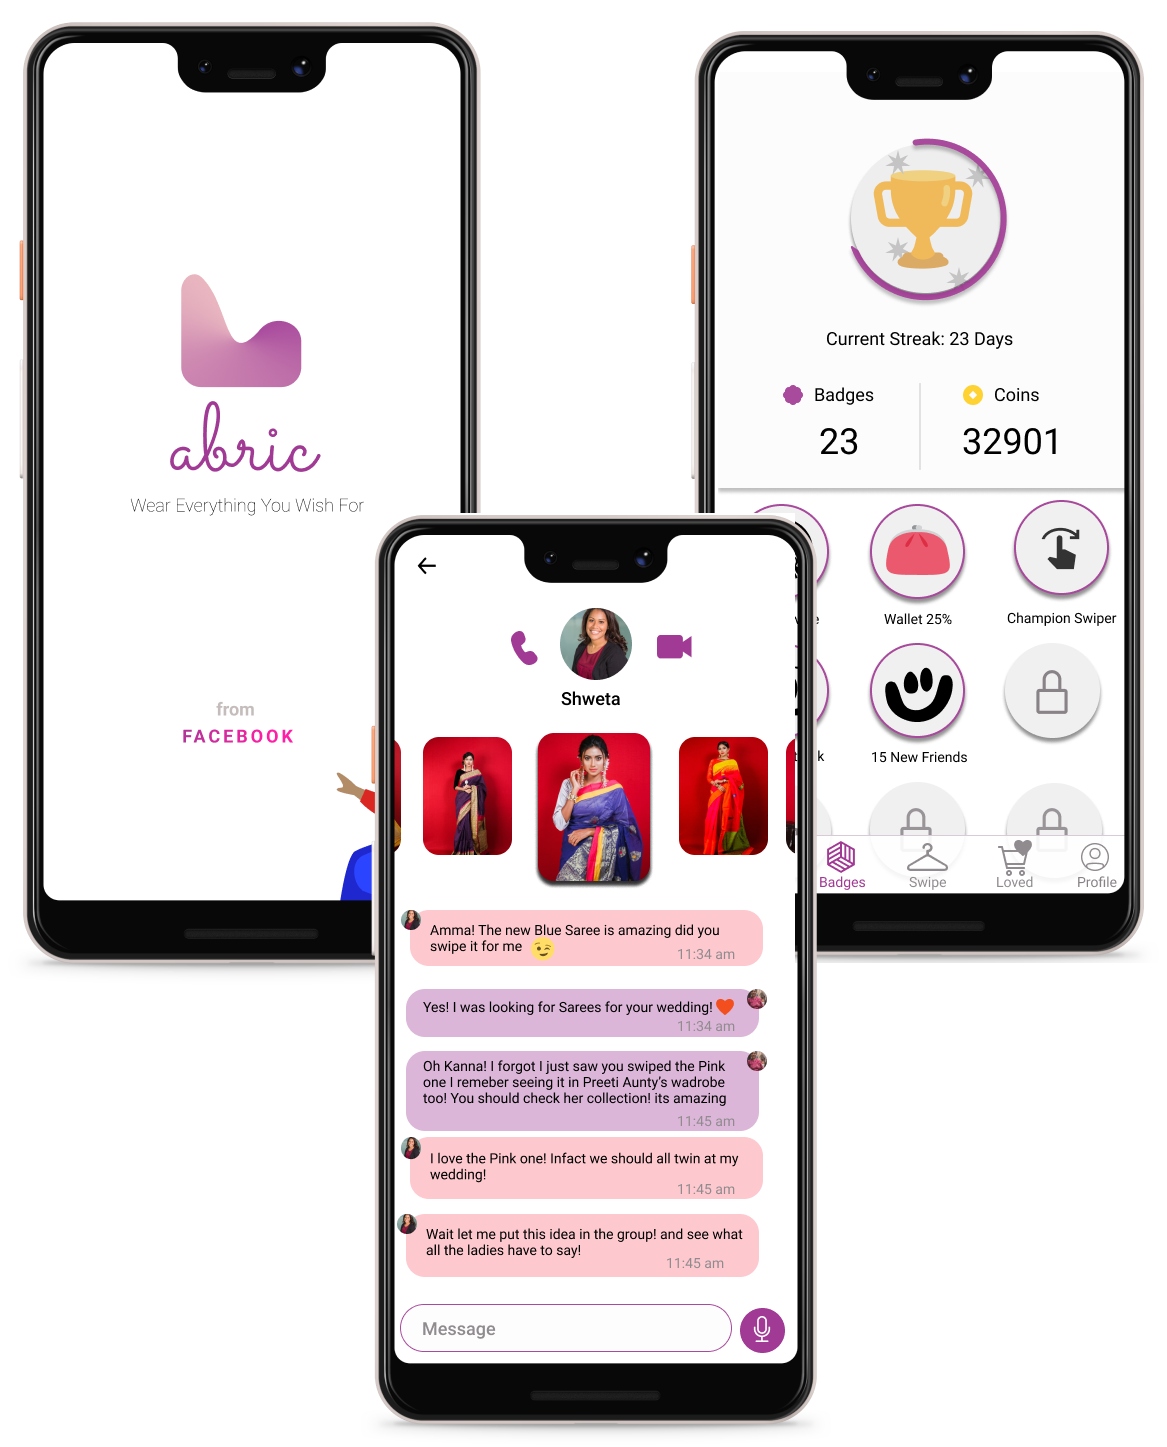 abric
Wear Everything You Wish For
from
FACEBOOK
Current Streak: 23 Days
Badges
Coins
23
32901
Wallet 25%
Champion Swiper
15 New Friends
Badges
Swipe
Loved
Profile
Shweta
Amma! The new Blue Saree is amazing did you
swipe it for me
11:34 am
Yes! I was looking for Sarees for your wedding!
11:34 am
Oh Kanna! I forgot I just saw you swiped the Pink
one I remeber seeing it in Preeti Aunty's wadrobe
too! You should check her collection! its amazing
11:45 am
I love the Pink one! Infact we should all twin at my
wedding!
11:45 am
Wait let me put this idea in the group! and see what
all the ladies have to say!
11:45 am
Message